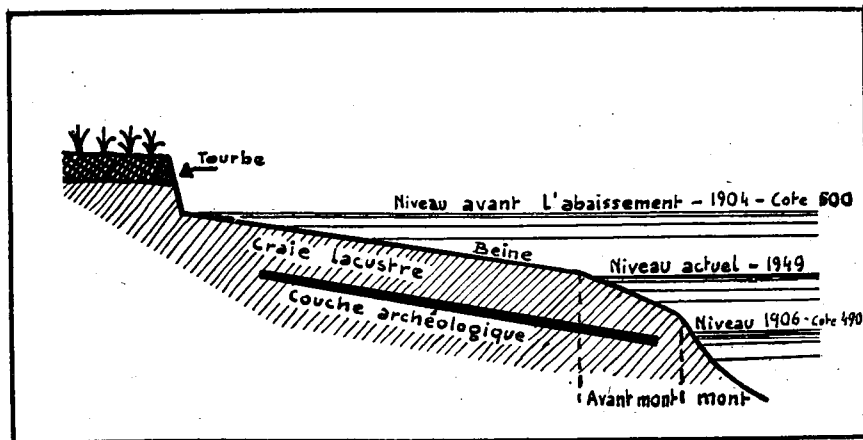 Tourbe
Niveau avant l'abaissement - 1904 - Cote 500
Beine
Craie lacustre
Niveau actuel - 1949
Couche archéologique
Niveau 1906 - Cote 490
Avant mont mont